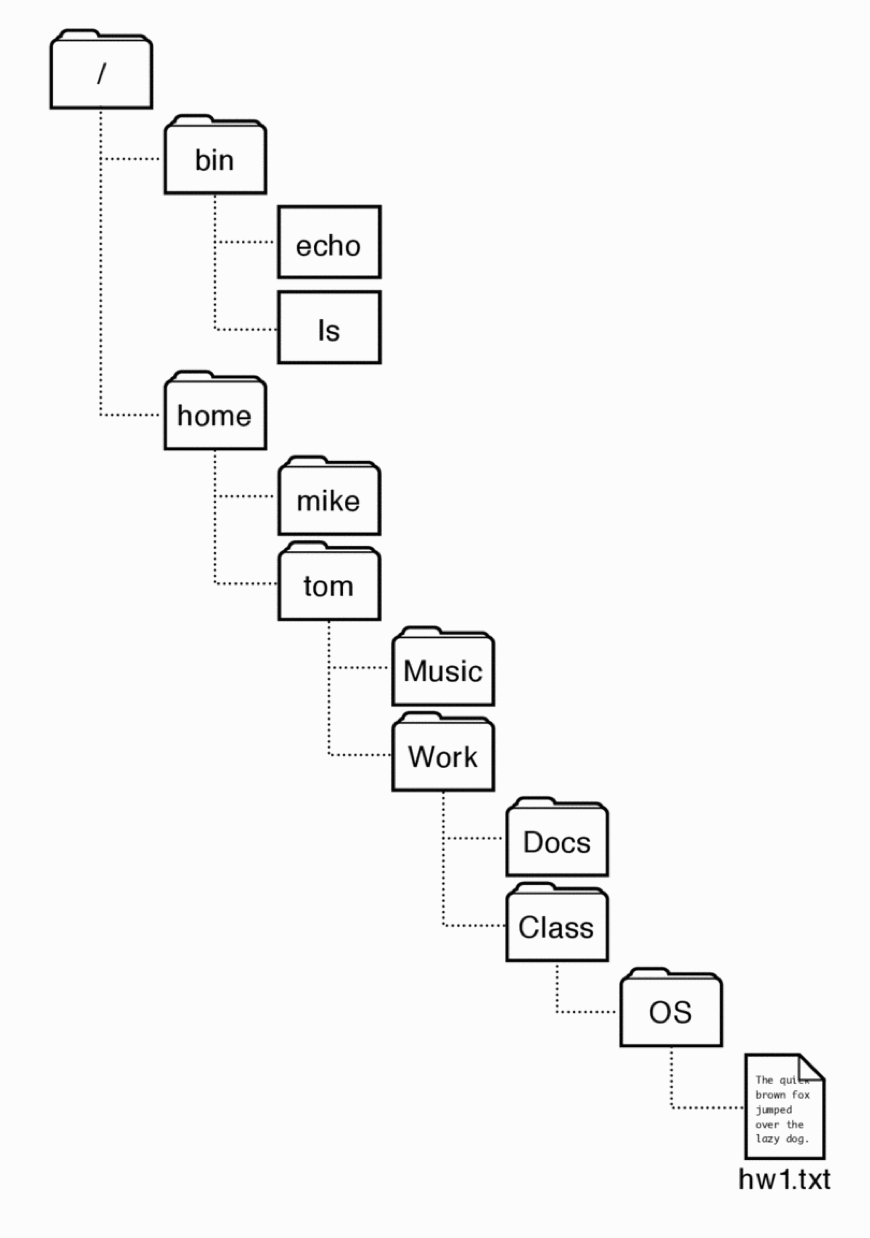 /
bin
echo
ls
home
mike
tom
Music
Work
Docs
Class
OS
The quick
brown fox
jumped
over the
lazy dog.
hw1.txt